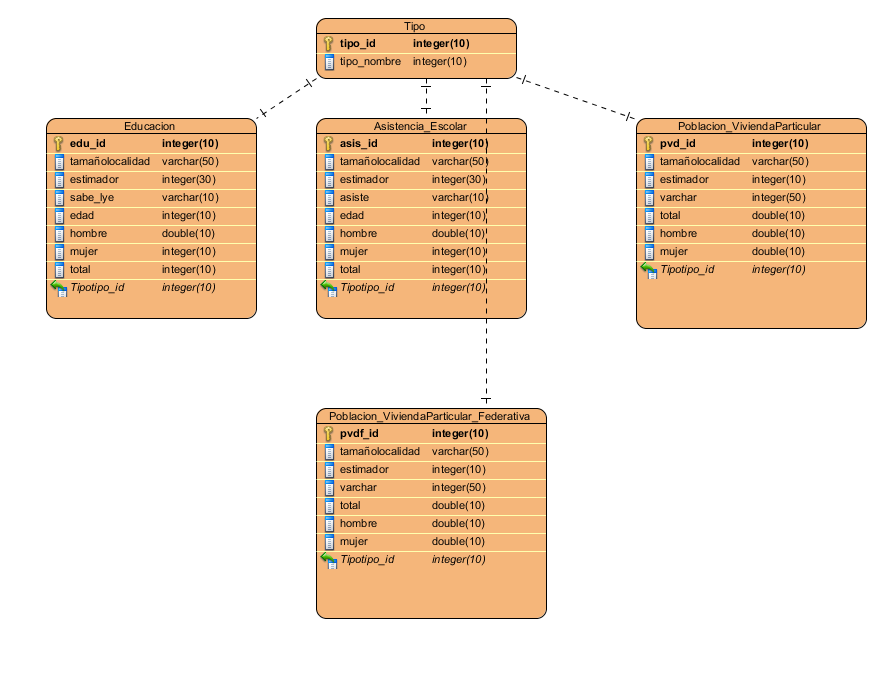 Tipo
tipo_id integer(10)
tipo_nombre integer(10)
Educacion
edu_id integer(10)
tamañolocalidad varchar(50)
estimador integer(30)
sabe_lye varchar(10)
edad integer(10)
hombre double(10)
mujer integer(10)
total integer(10)
Tipotipo_id integer(10)
Asistencia_Escolar
asis_id integer(10)
tamañolocalidad varchar(50)
estimador integer(30)
asiste varchar(10)
edad integer(10)
hombre double(10)
mujer integer(10)
total integer(10)
Tipotipo_id integer(10)
Poblacion_ViviendaParticular
pvd_id integer(10)
tamañolocalidad varchar(50)
estimador integer(10)
varchar integer(50)
total double(10)
hombre double(10)
mujer double(10)
Tipotipo_id integer(10)
Poblacion_ViviendaParticular_Federativa
pvdf_id integer(10)
tamañolocalidad varchar(50)
estimador integer(10)
varchar integer(50)
total double(10)
hombre double(10)
mujer double(10)
Tipotipo_id integer(10)